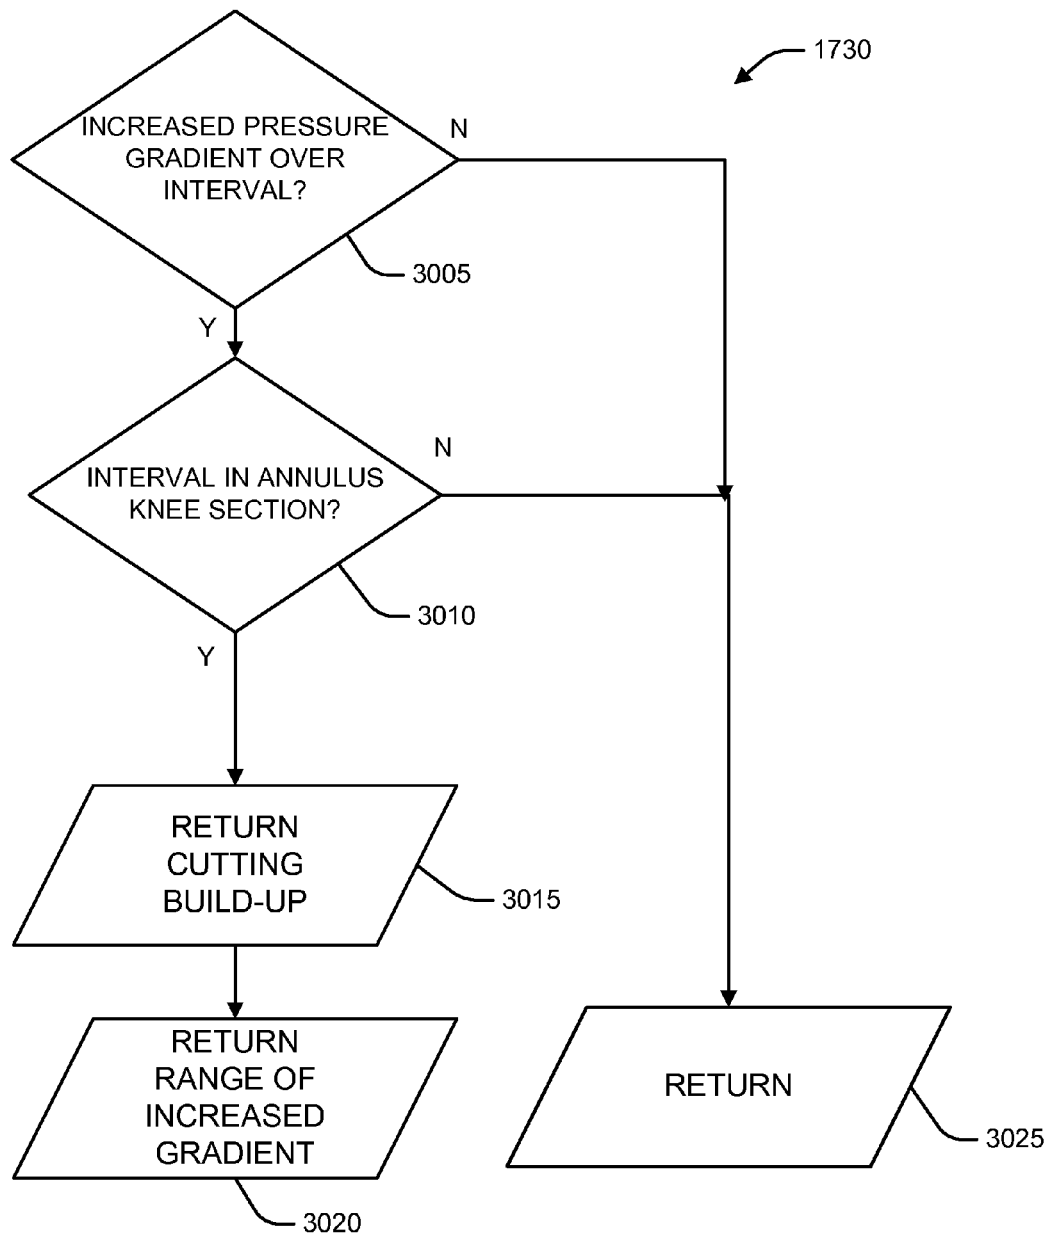 1730
INCREASED PRESSURE
GRADIENT OVER
INTERVAL?
N
3005
Y
INTERVAL IN ANNULUS
KNEE SECTION?
N
3010
Y
RETURN
CUTTING
BUILD-UP
3015
RETURN
RANGE OF
INCREASED
GRADIENT
3020
RETURN
3025